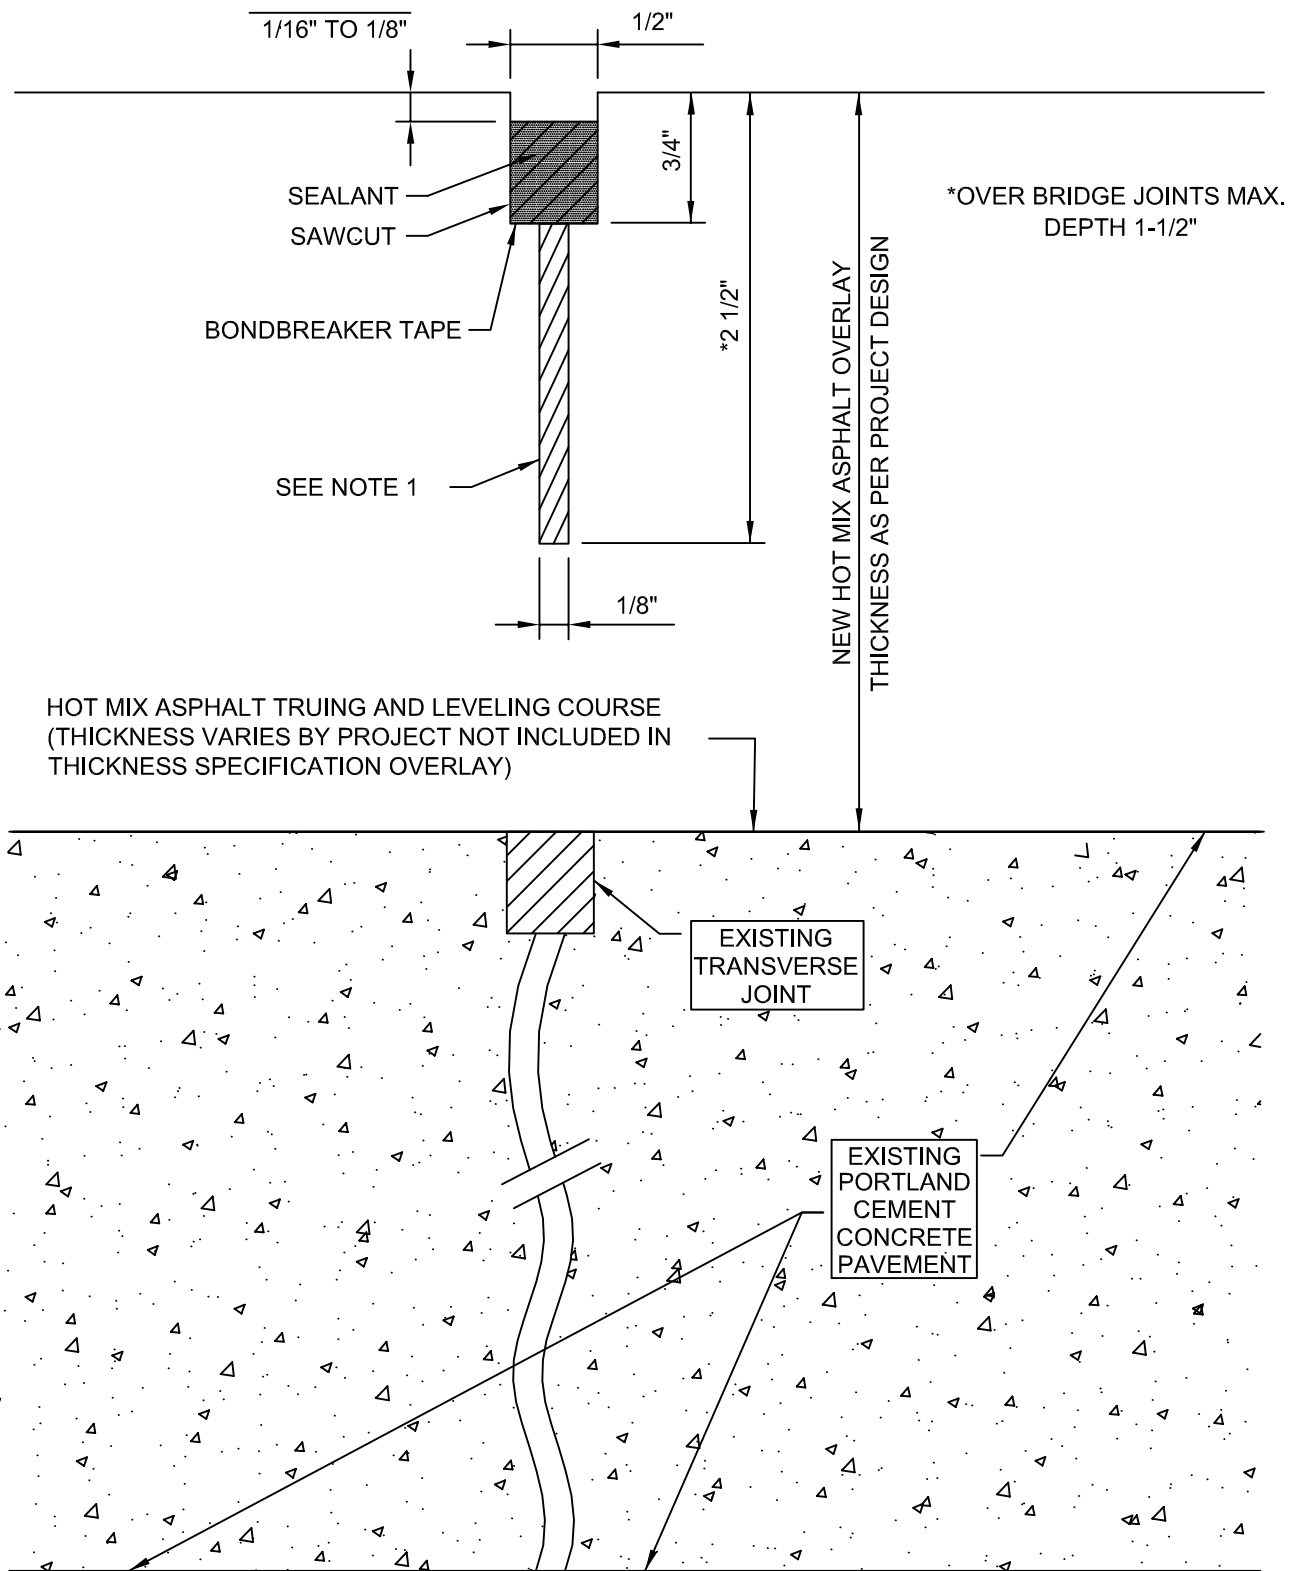 1/16" TO 1/8"
1/2"
3/4"
SEALANT
SAWCUT
*OVER BRIDGE JOINTS MAX.
DEPTH 1-1/2"
BONDBREAKER TAPE
*2 1/2"
NEW HOT MIX ASPHALT OVERLAY
THICKNESS AS PER PROJECT DESIGN
SEE NOTE 1
1/8"
HOT MIX ASPHALT TRUING AND LEVELING COURSE
(THICKNESS VARIES BY PROJECT NOT INCLUDED IN
THICKNESS SPECIFICATION OVERLAY)
EXISTING
TRANSVERSE
JOINT
EXISTING
PORTLAND
CEMENT
CONCRETE
PAVEMENT